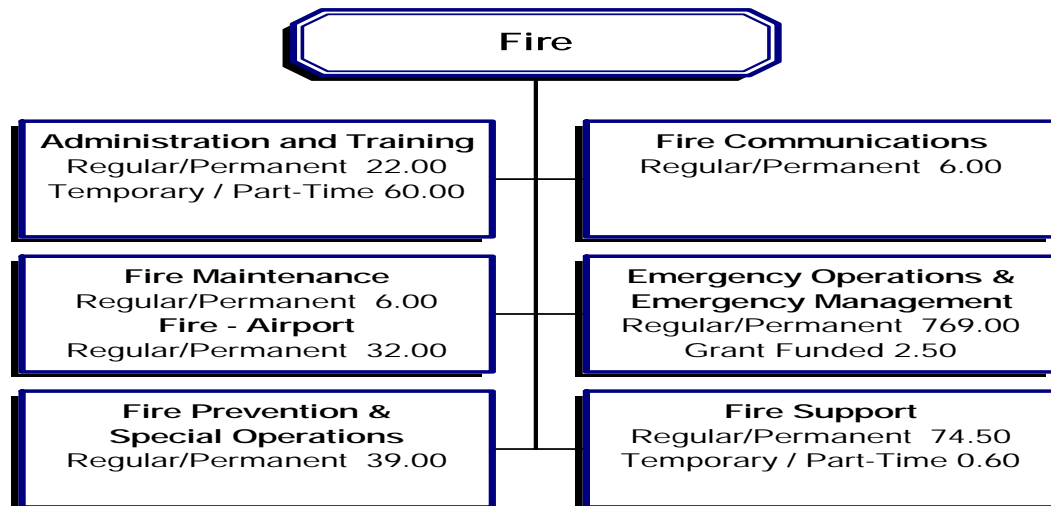 Fire
Administration and Training
Regular/Permanent 22.00
Temporary / Part-Time 60.00
Fire Communications
Regular/Permanent 6.00
Fire Maintenance
Regular/Permanent 6.00
Fire - Airport
Regular/Permanent 32.00
Emergency Operations &
Emergency Management
Regular/Permanent 769.00
Grant Funded 2.50
Fire Prevention &
Special Operations
Regular/Permanent 39.00
Fire Support
Regular/Permanent 74.50
Temporary / Part-Time 0.60